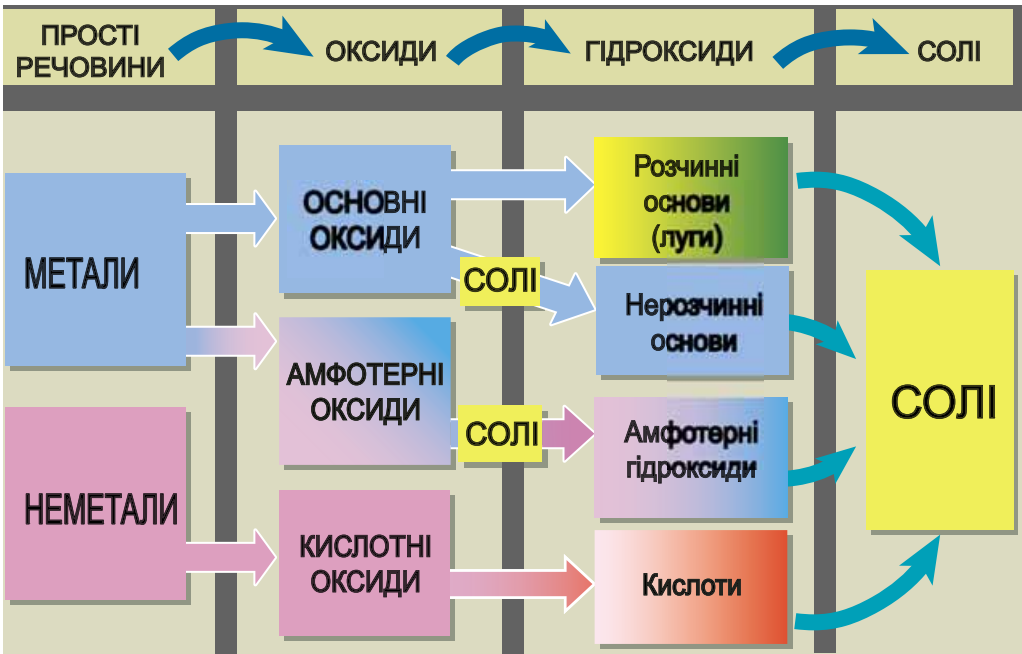 ПРОСТІ
РЕЧОВИНИ
ОКСИДИ
ГІДРОКСИДИ
СОЛІ
МЕТАЛИ
НЕМЕТАЛИ
ОСНОВНІ
ОКСИДИ
СОЛІ
АМФОТЕРНІ
ОКСИДИ
СОЛІ
КИСЛОТНІ
ОКСИДИ
Розчинні
основи
(луги)
Нерозчинні
основи
Амфотерні
гідроксиди
Кислоти
СОЛІ